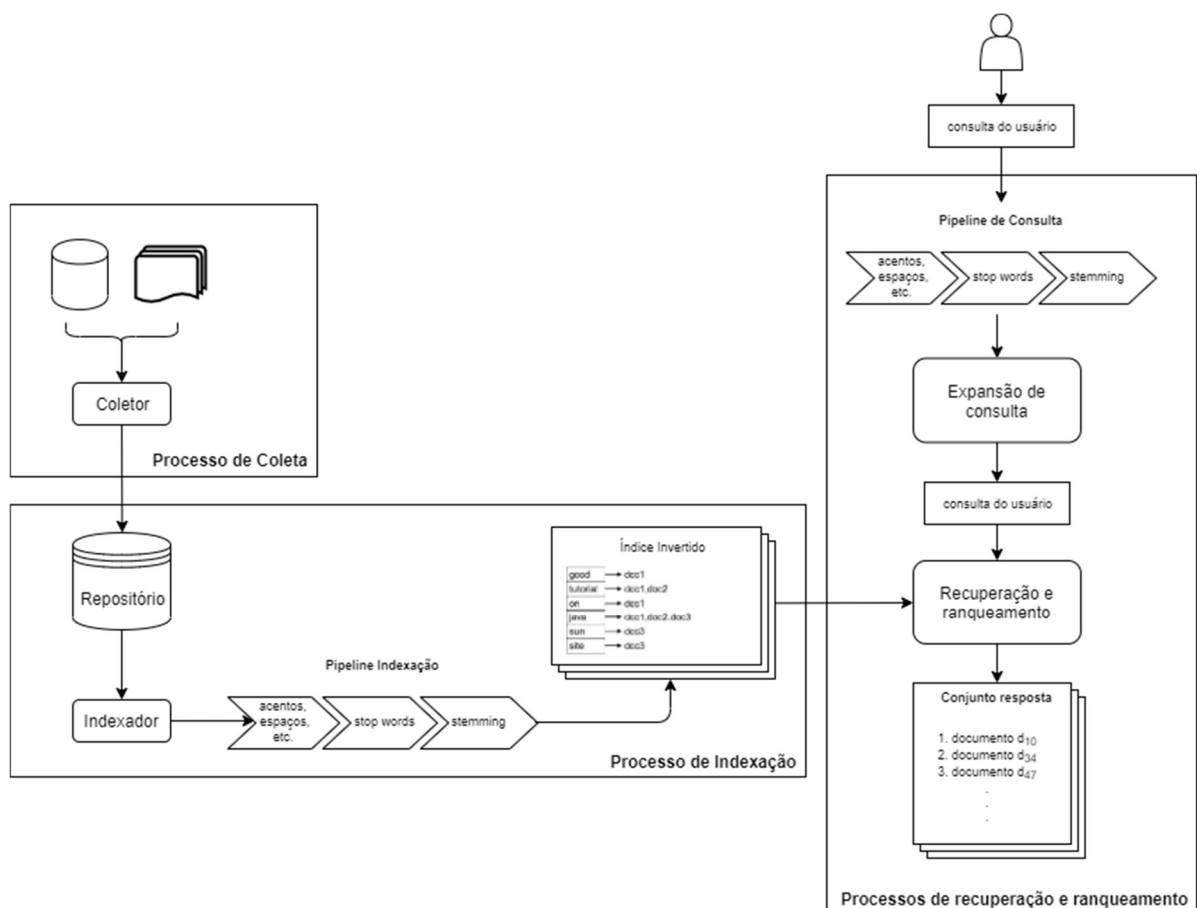 consulta do usuário
Pipeline de Consulta
acentos,
espaços,
etc.
stop words
stemming
Expansão de
consulta
consulta do usuário
Recuperação e
ranqueamento
Conjunto resposta
1. documento d10
2. documento d34
3. documento d47
.
.
.
Processos de recuperação e ranqueamento
Coletor
Processo de Coleta
Repositório
Indexador
Pipeline Indexação
acentos,
espaços,
etc.
stop words
stemming
Índice Invertido
good doc1
tutorial doc1,doc2
on doc1
java doc1,doc2,doc3
sun doc3
site doc3
Processo de Indexação